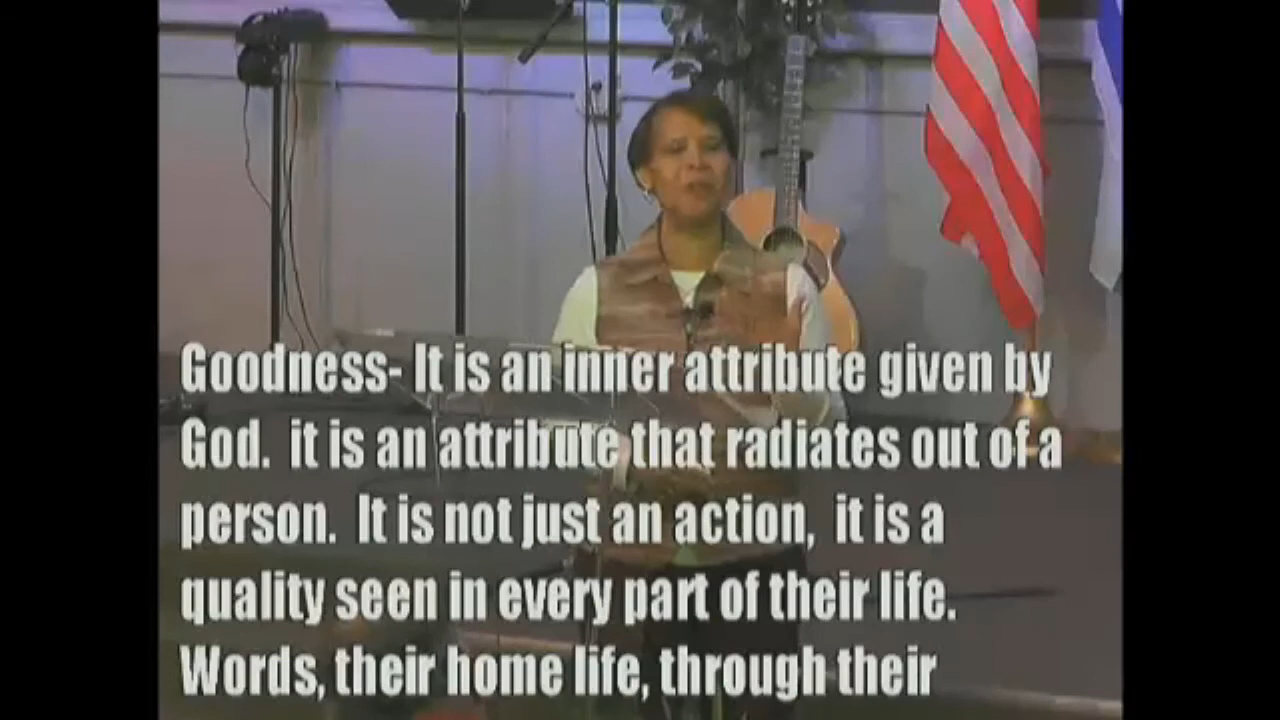 Goodness- It is an inner attribute given by
God.  it is an attribute that radiates out of a
person.  It is not just an action,  it is a
quality seen in every part of their life.
Words, their home life, through their